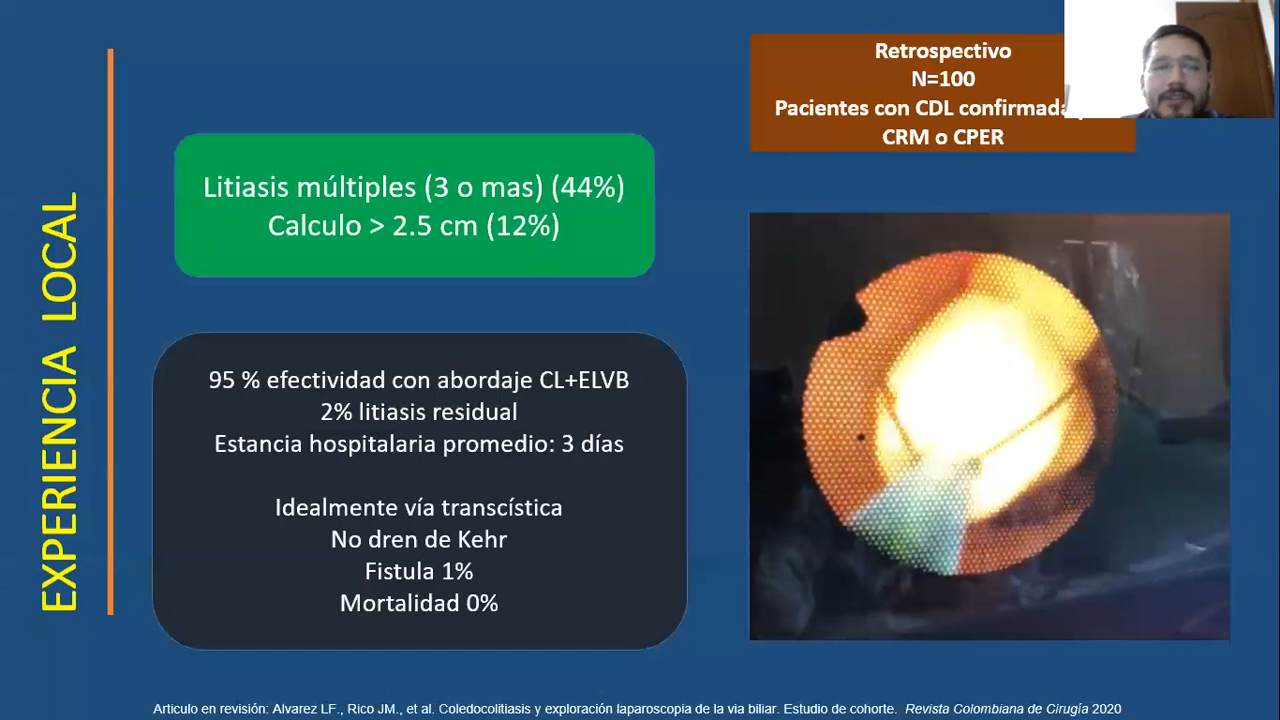 EXPERIENCIA LOCAL
Retrospectivo
N=100
Pacientes con CDL confirmada
CRM o CPER
Litiasis múltiples (3 o mas) (44%)
Calculo > 2.5 cm (12%)
95 % efectividad con abordaje CL+ELVB
2% litiasis residual
Estancia hospitalaria promedio: 3 días
Idealmente vía transcística
No dren de Kehr
Fistula 1%
Mortalidad 0%
Articulo en revisión: Alvarez LF., Rico JM., et al. Coledocolitiasis y exploración laparoscopia de la via biliar. Estudio de cohorte. Revista Colombiana de Cirugía 2020